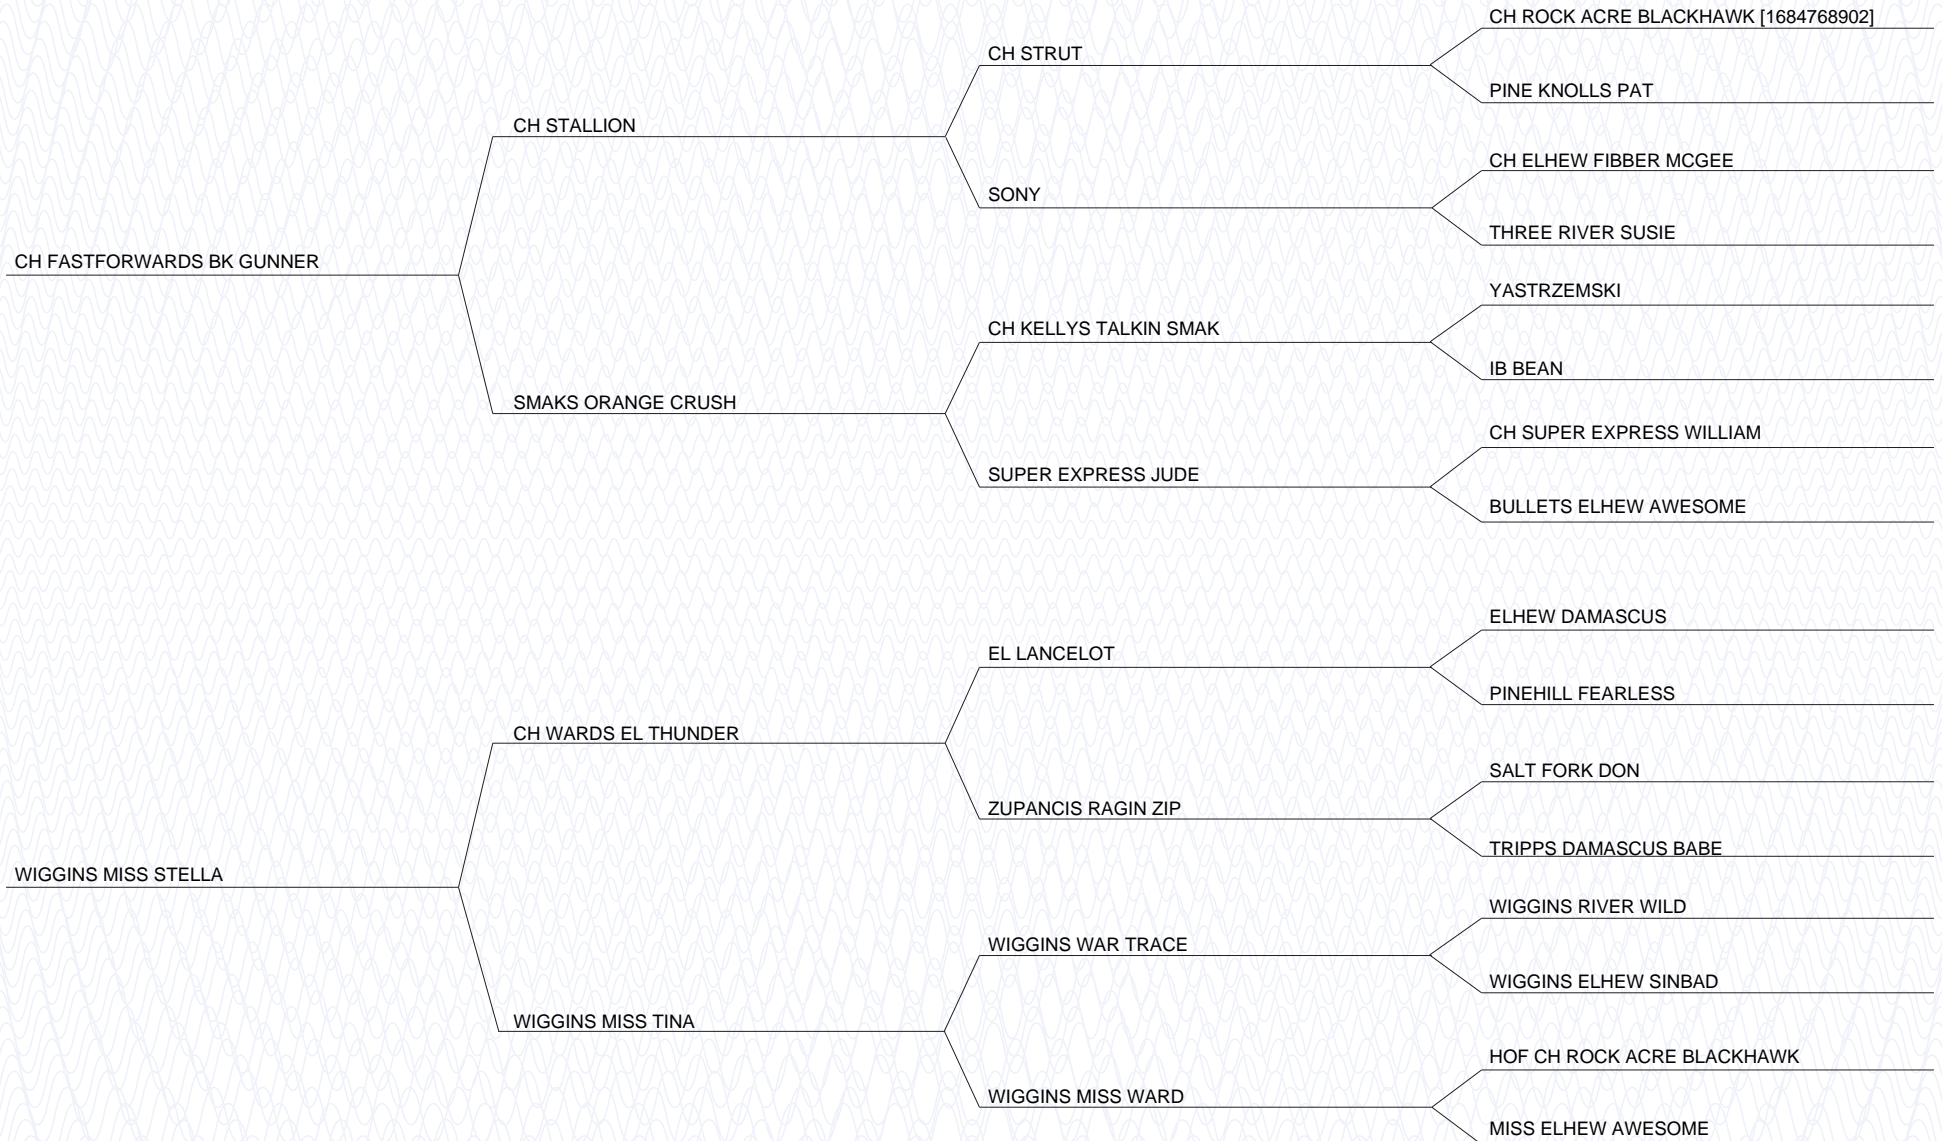 CH ROCK ACRE BLACKHAWK [1684768902]
CH STRUT
PINE KNOLLS PAT
CH STALLION
CH ELHEW FIBBER MCGEE
SONY
THREE RIVER SUSIE
CH FASTFORWARDS BK GUNNER
YASTRZEMSKI
CH KELLYS TALKIN SMAK
IB BEAN
SMAKS ORANGE CRUSH
CH SUPER EXPRESS WILLIAM
SUPER EXPRESS JUDE
BULLETS ELHEW AWESOME
ELHEW DAMASCUS
EL LANCELOT
PINEHILL FEARLESS
CH WARDS EL THUNDER
SALT FORK DON
ZUPANCIS RAGIN ZIP
TRIPPS DAMASCUS BABE
WIGGINS MISS STELLA
WIGGINS RIVER WILD
WIGGINS WAR TRACE
WIGGINS ELHEW SINBAD
WIGGINS MISS TINA
HOF CH ROCK ACRE BLACKHAWK
WIGGINS MISS WARD
MISS ELHEW AWESOME